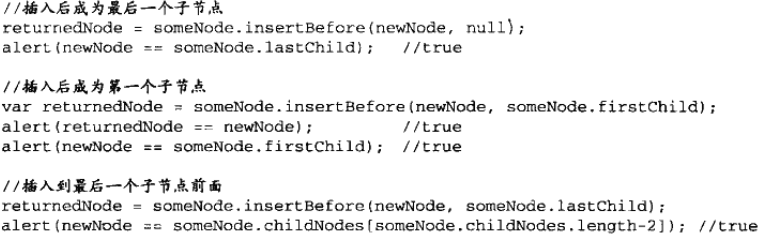 //插入后成为最后一个子节点
returnedNode = someNode.insertBefore(newNode, null);
alert(newNode == someNode.lastChild);   //true
//插入后成为第一个子节点
var returnedNode = someNode.insertBefore(newNode, someNode.firstChild);
alert(returnedNode == newNode);         //true
alert(newNode == someNode.firstChild);  //true
//插入到最后一个子节点前面
returnedNode = someNode.insertBefore(newNode, someNode.lastChild);
alert(newNode == someNode.childNodes[someNode.childNodes.length-2]); //true